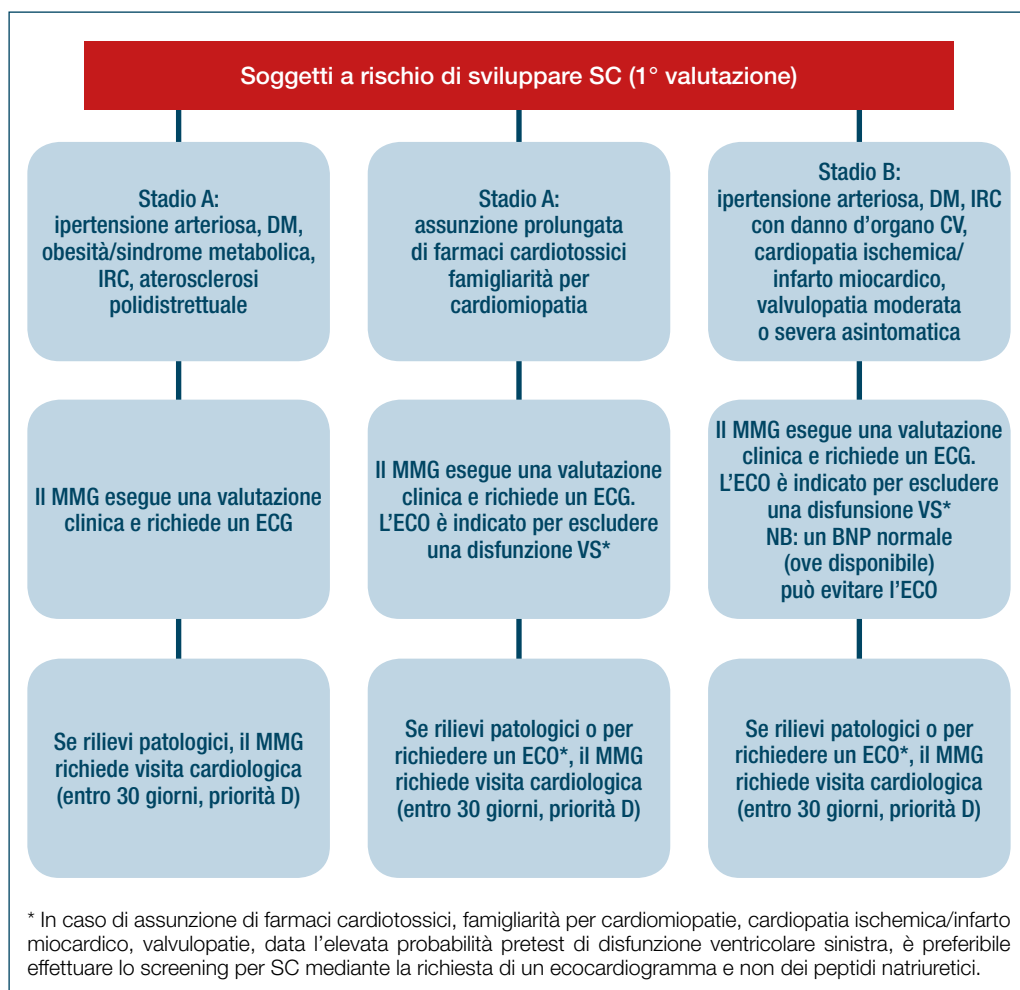 Soggetti a rischio di sviluppare SC (1° valutazione)
Stadio A:
ipertensione arteriosa, DM,
obesità/sindrome metabolica,
IRC, aterosclerosi
polidistrettuale
Stadio A:
assunzione prolungata
di farmaci cardiotossici
famigliarità per
cardiomiopatia
Stadio B:
ipertensione arteriosa, DM, IRC
con danno d'organo CV,
cardiopatia ischemica/
infarto miocardico,
valvulopatia moderata
o severa asintomatica
Il MMG esegue una valutazione
clinica e richiede un ECG
Il MMG esegue una valutazione
clinica e richiede un ECG.
L'ECO è indicato per escludere
una disfunzione VS*
Il MMG esegue una valutazione
clinica e richiede un ECG.
L'ECO è indicato per escludere
una disfunsione VS*
NB: un BNP normale
(ove disponibile)
può evitare l'ECO
Se rilievi patologici, il MMG
richiede visita cardiologica
(entro 30 giorni, priorità D)
Se rilievi patologici o per
richiedere un ECO*, il MMG
richiede visita cardiologica
(entro 30 giorni, priorità D)
Se rilievi patologici o per
richiedere un ECO*, il MMG
richiede visita cardiologica
(entro 30 giorni, priorità D)
* In caso di assunzione di farmaci cardiotossici, famigliarità per cardiomiopatie, cardiopatia ischemica/infarto
miocardico, valvulopatie, data l'elevata probabilità pretest di disfunzione ventricolare sinistra, è preferibile
effettuare lo screening per SC mediante la richiesta di un ecocardiogramma e non dei peptidi natriuretici.